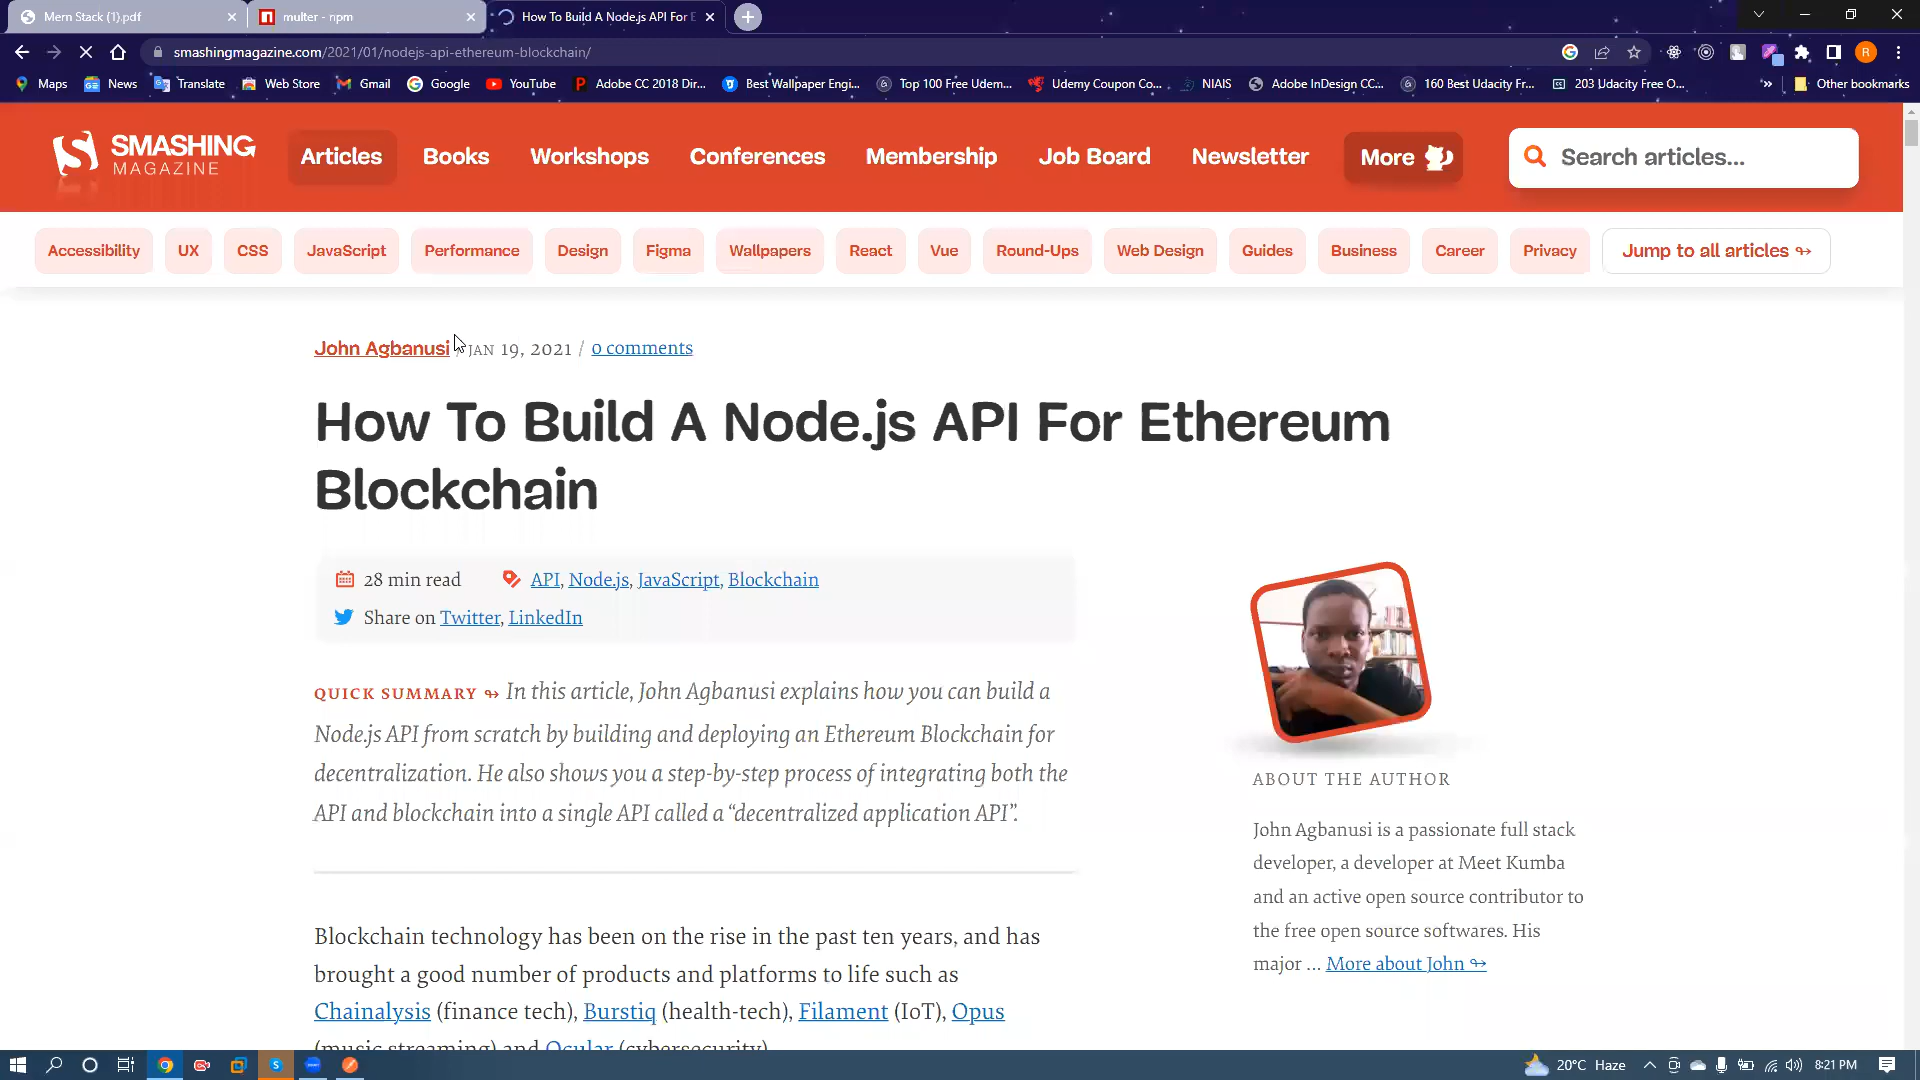 Mern Stack (1).pdf
multer - npm
How To Build A Node.js API For E
smashingmagazine.com/2021/01/nodejs-api-ethereum-blockchain/
Maps
News
Translate
Web Store
Gmail
Google
YouTube
Adobe CC 2018 Dir...
Best Wallpaper Engi...
Top 100 Free Udem...
Udemy Coupon Co...
NIAIS
Adobe InDesign CC:...
160 Best Udacity Fr...
203 Udacity Free O...
Other bookmarks
SMASHING
MAGAZINE
Articles
Books
Workshops
Conferences
Membership
Job Board
Newsletter
More
Search articles...
Accessibility
UX
CSS
JavaScript
Performance
Design
Figma
Wallpapers
React
Vue
Round-Ups
Web Design
Guides
Business
Career
Privacy
Jump to all articles ↬
John Agbanusi / JAN 19, 2021 / 0 comments
How To Build A Node.js API For Ethereum
Blockchain
28 min read
API, Node.js, JavaScript, Blockchain
Share on Twitter, LinkedIn
QUICK SUMMARY ↬ In this article, John Agbanusi explains how you can build a
Node.js API from scratch by building and deploying an Ethereum Blockchain for
decentralization. He also shows you a step-by-step process of integrating both the
API and blockchain into a single API called a “decentralized application API”.
Blockchain technology has been on the rise in the past ten years, and has
brought a good number of products and platforms to life such as
Chainalysis (finance tech), Burstiq (health-tech), Filament (IoT), Opus
(music streaming) and Ocular (cybersecurity).
ABOUT THE AUTHOR
John Agbanusi is a passionate full stack
developer, a developer at Meet Kumba
and an active open source contributor to
the free open source softwares. His
major ... More about John ↬
20°C Haze
8:21 PM